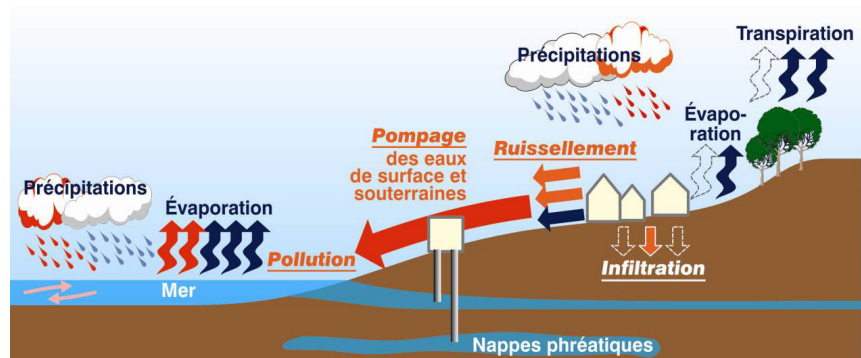 Transpiration
Précipitations
Évapo-
ration
Pompage
des eaux
de surface et
souterraines
Ruissellement
Précipitations
Évaporation
Pollution
Infiltration
Mer
Nappes phréatiques